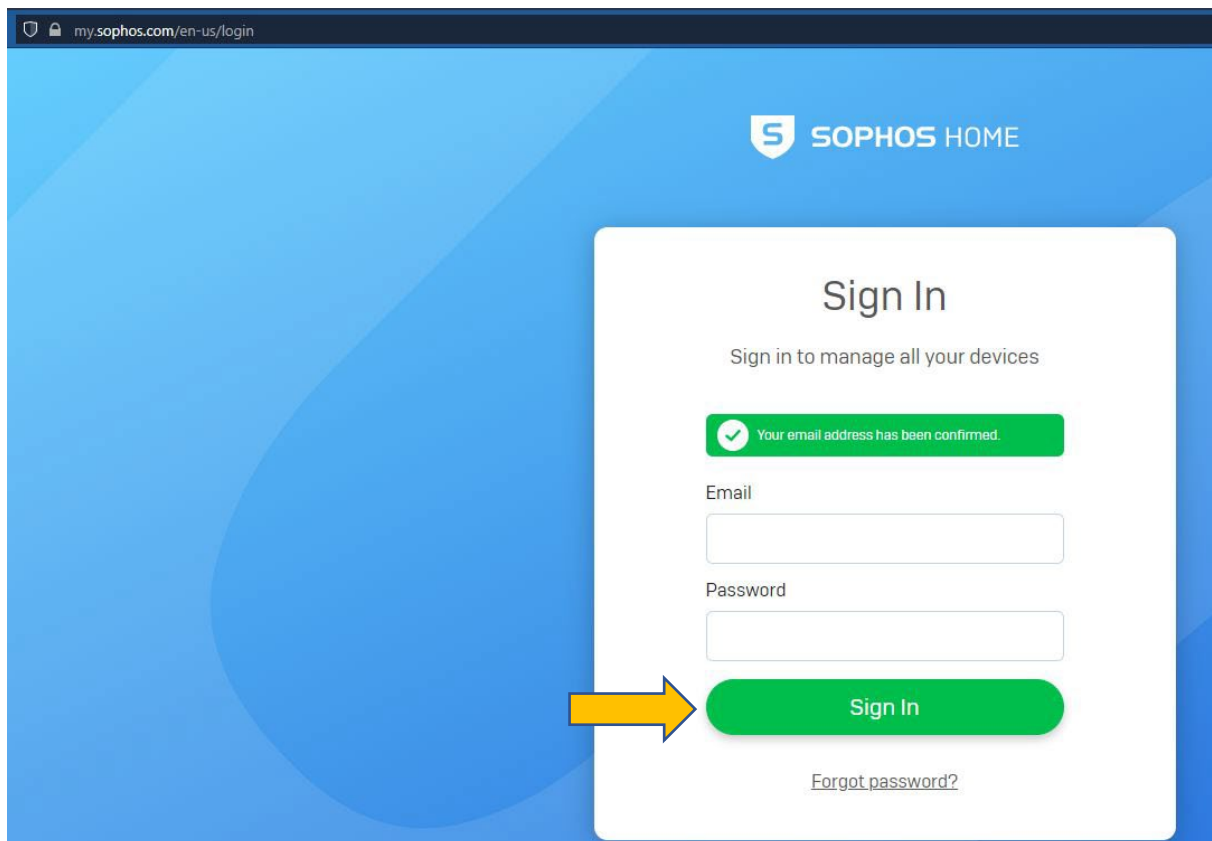 my.sophos.com/en-us/login
S SOPHOS HOME
Sign In
Sign in to manage all your devices
Your email address has been confirmed.
Email
Password
Sign In
Forgot password?